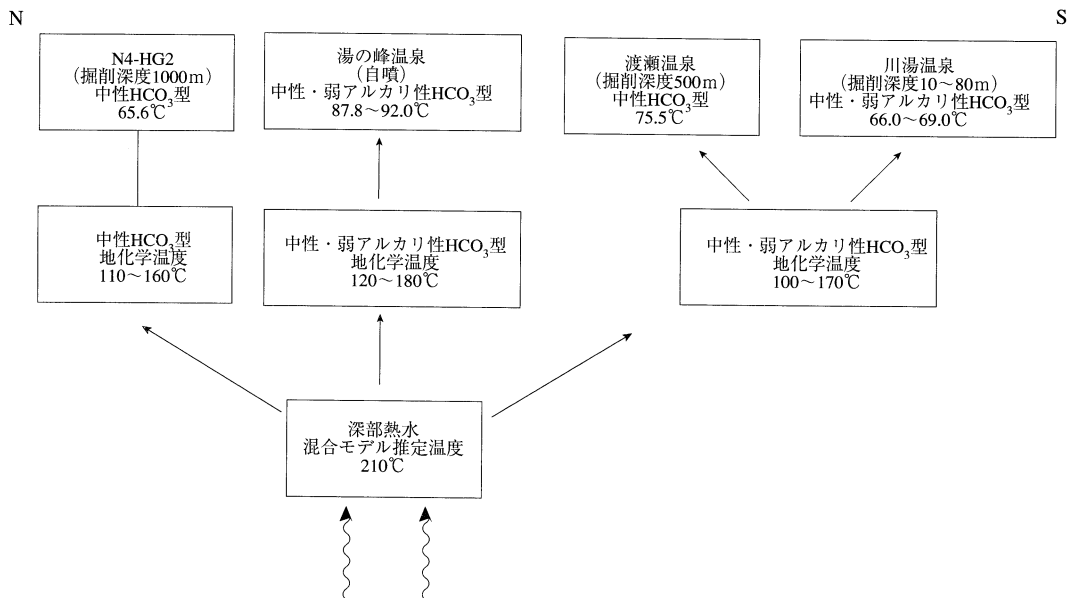 N
S
N4-HG2
(掘削深度1000m)
中性HCO3型
65.6℃
湯の峰温泉
(自噴)
中性・弱アルカリ性HCO3型
87.8～92.0℃
渡瀬温泉
(掘削深度500m)
中性HCO3型
75.5℃
川湯温泉
(掘削深度10～80m)
中性・弱アルカリ性HCO3型
66.0～69.0℃
中性HCO3型
地化学温度
110～160℃
中性・弱アルカリ性HCO3型
地化学温度
120～180℃
中性・弱アルカリ性HCO3型
地化学温度
100～170℃
深部熱水
混合モデル推定温度
210℃